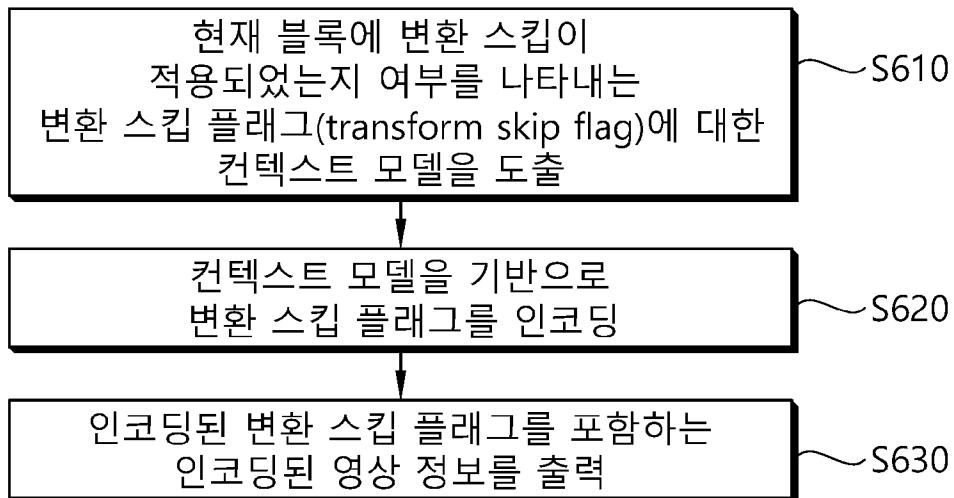 현재 블록에 변환 스킵이
적용되었는지 여부를 나타내는
변환 스킵 플래그(transform skip flag)에 대한
컨텍스트 모델을 도출
S610
컨텍스트 모델을 기반으로
변환 스킵 플래그를 인코딩
S620
인코딩된 변환 스킵 플래그를 포함하는
인코딩된 영상 정보를 출력
S630